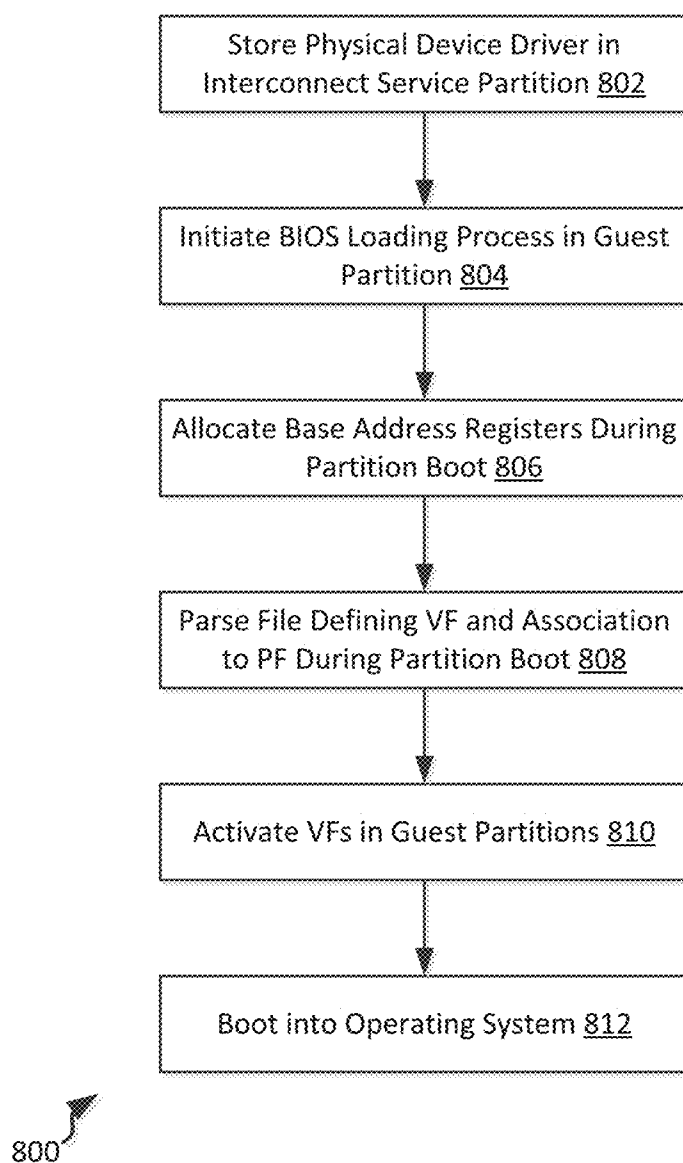 Store Physical Device Driver in
Interconnect Service Partition 802
Initiate BIOS Loading Process in Guest
Partition 804
Allocate Base Address Registers During
Partition Boot 806
Parse File Defining VF and Association
to PF During Partition Boot 808
Activate VFs in Guest Partitions 810
Boot into Operating System 812
800